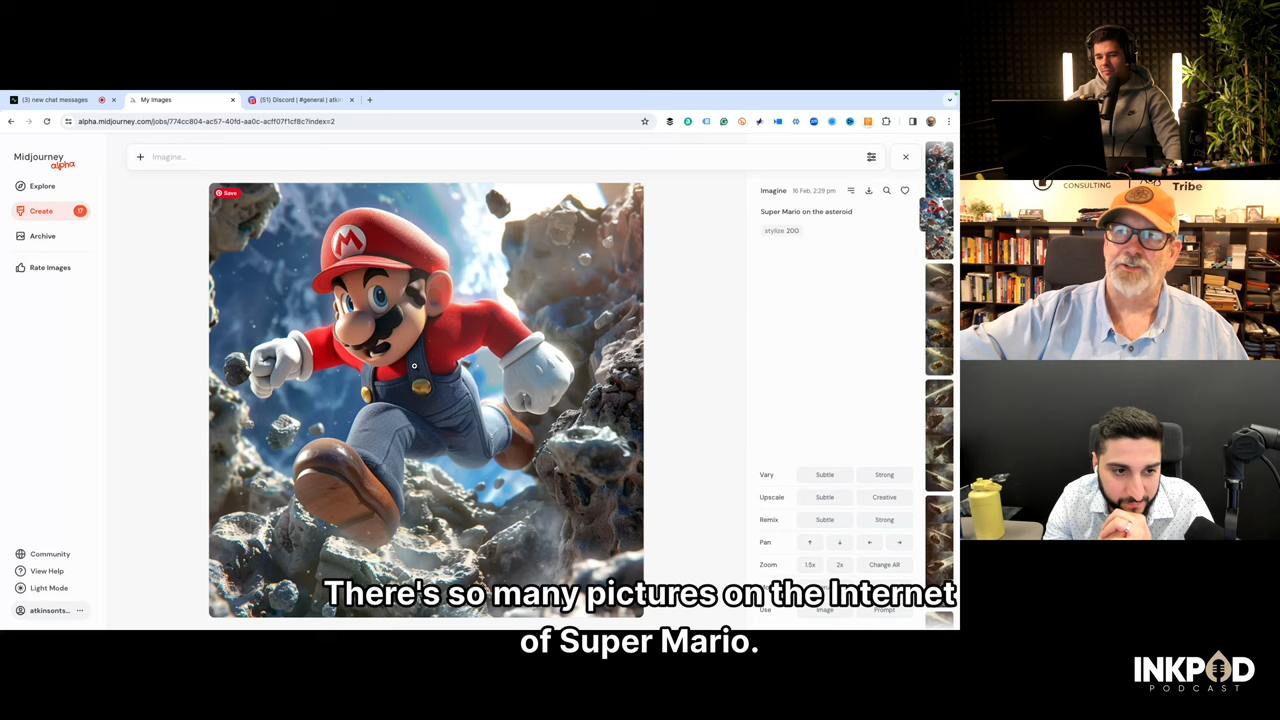 (3) new chat messages
My Images
(51) Discord | #general | atkin
alpha.midjourney.com/jobs/774cc804-ac57-40fd-aa0c-acff07f1cf8c?index=2
Midjourney
alpha
Imagine...
Explore
Create
17
Archive
Rate Images
Save
M
Imagine
16 Feb, 2:29 pm
Super Mario on the asteroid
stylize 200
Vary Subtle Strong
Upscale Subtle Creative
Remix Subtle Strong
Pan ↑ ↓ ← →
Zoom 1.5x 2x Change AR
Use Image Prompt
Community
View Help
Light Mode
atkinsonts...
There's so many pictures on the Internet
of Super Mario.
CONSULTING
Tribe
INKPOD
PODCAST